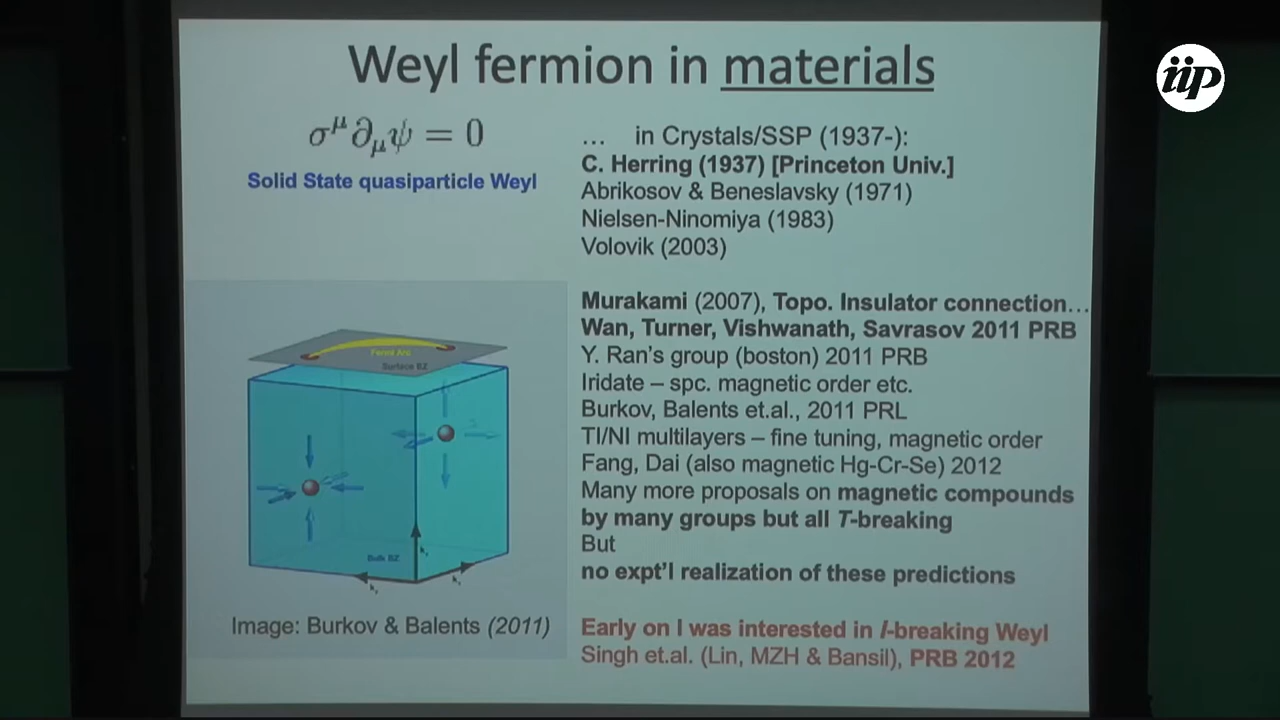 Weyl fermion in materials
iip
σ^μ ∂_μ ψ = 0
Solid State quasiparticle Weyl
... in Crystals/SSP (1937-):
C. Herring (1937) [Princeton Univ.]
Abrikosov & Beneslavsky (1971)
Nielsen-Ninomiya (1983)
Volovik (2003)
Murakami (2007), Topo. Insulator connection...
Wan, Turner, Vishwanath, Savrasov 2011 PRB
Y. Ran's group (boston) 2011 PRB
Iridate – spc. magnetic order etc.
Burkov, Balents et.al., 2011 PRL
TI/NI multilayers – fine tuning, magnetic order
Fang, Dai (also magnetic Hg-Cr-Se) 2012
Many more proposals on magnetic compounds
by many groups but all T-breaking
But
no expt'l realization of these predictions
Early on I was interested in I-breaking Weyl
Singh et.al. (Lin, MZH & Bansil), PRB 2012
Fermi Arc
Surface BZ
Bulk BZ
Image: Burkov & Balents (2011)